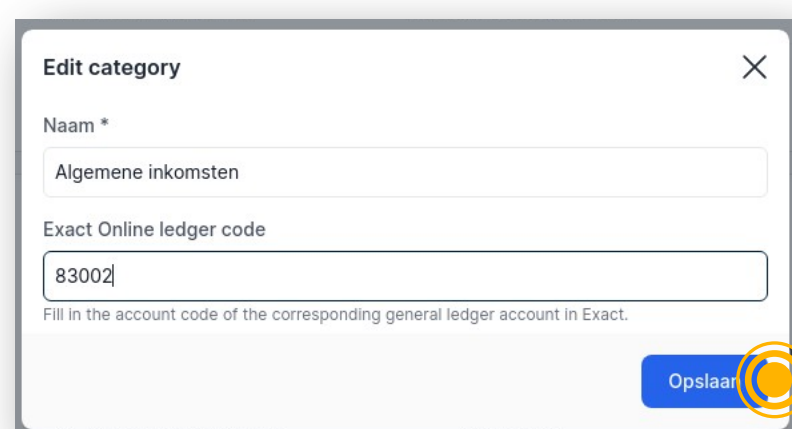 Edit category
Naam *
Algemene inkomsten
Exact Online ledger code
83002
Fill in the account code of the corresponding general ledger account in Exact.
Opslaan